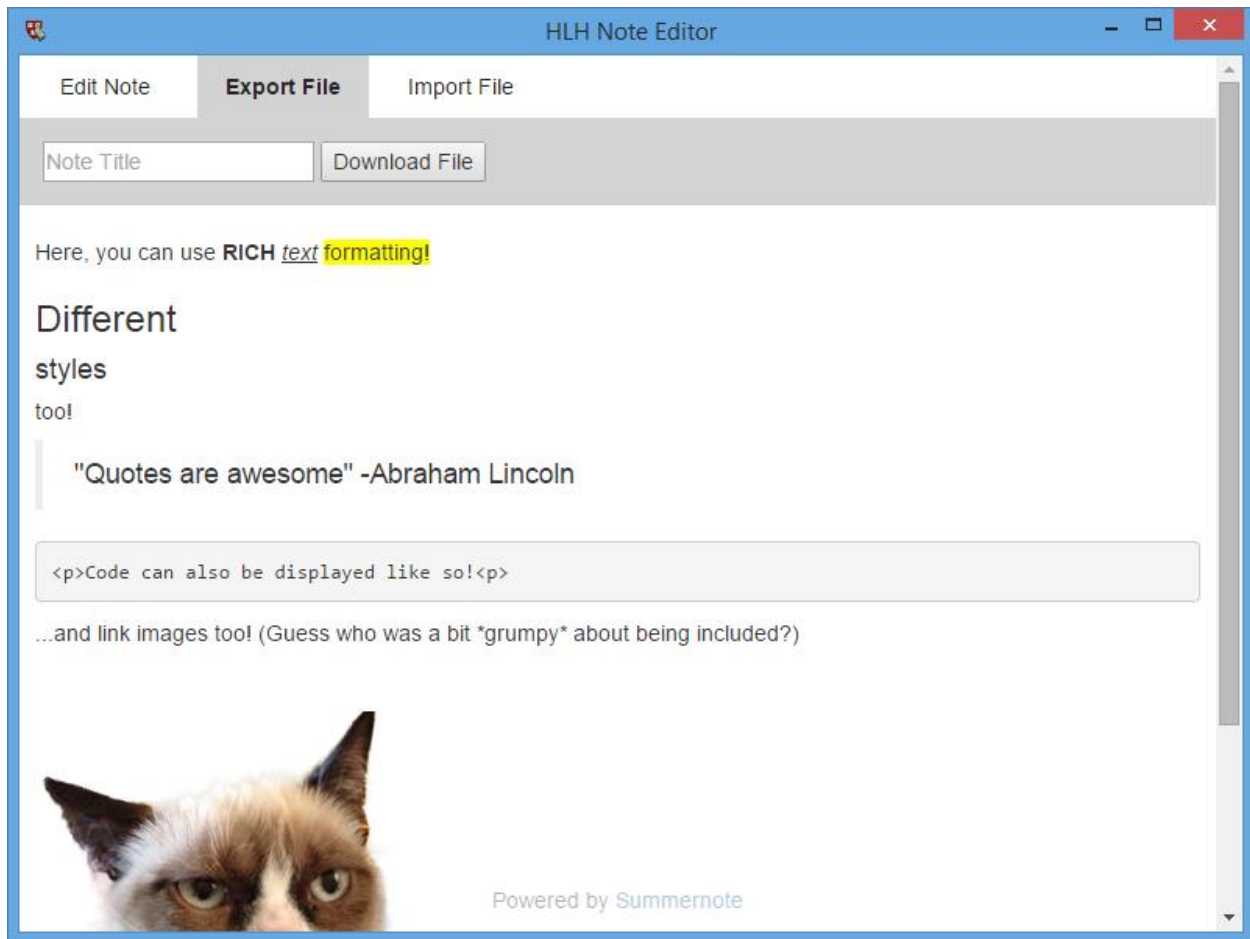 HLH Note Editor
Edit Note Export File Import File
Note Title Download File
Here, you can use RICH text formatting!
Different
styles
too!
"Quotes are awesome" -Abraham Lincoln
<p>Code can also be displayed like so!<p>
...and link images too! (Guess who was a bit *grumpy* about being included?)
Powered by Summernote